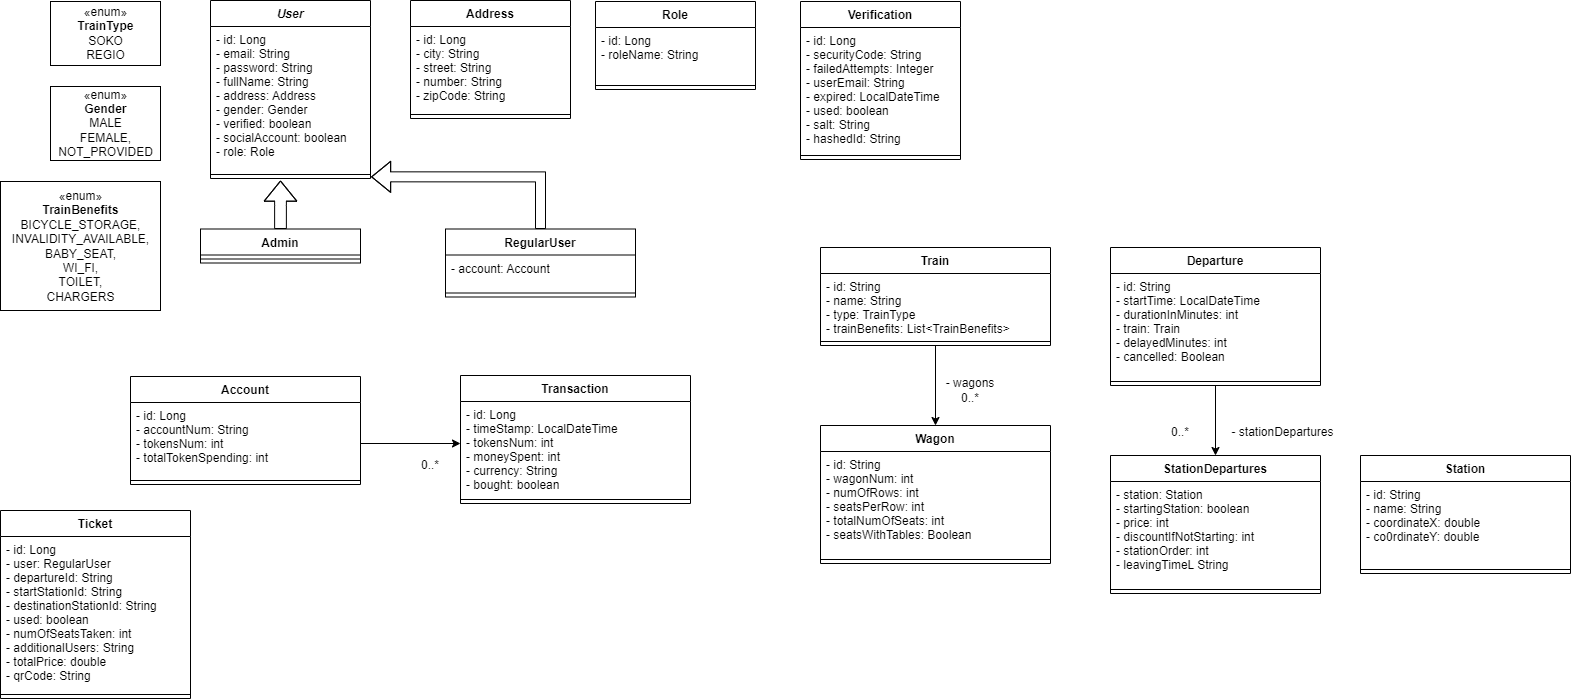 «enum»
TrainType
SOKO
REGIO
«enum»
Gender
MALE
FEMALE,
NOT_PROVIDED
«enum»
TrainBenefits
BICYCLE_STORAGE,
INVALIDITY_AVAILABLE,
BABY_SEAT,
WI_FI,
TOILET,
CHARGERS
User
- id: Long
- email: String
- password: String
- fullName: String
- address: Address
- gender: Gender
- verified: boolean
- socialAccount: boolean
- role: Role
Address
- id: Long
- city: String
- street: String
- number: String
- zipCode: String
Role
- id: Long
- roleName: String
Verification
- id: Long
- securityCode: String
- failedAttempts: Integer
- userEmail: String
- expired: LocalDateTime
- used: boolean
- salt: String
- hashedId: String
Admin
RegularUser
- account: Account
Train
- id: String
- name: String
- type: TrainType
- trainBenefits: List<TrainBenefits>
Departure
- id: String
- startTime: LocalDateTime
- durationInMinutes: int
- train: Train
- delayedMinutes: int
- cancelled: Boolean
Account
- id: Long
- accountNum: String
- tokensNum: int
- totalTokenSpending: int
0..*
Transaction
- id: Long
- timeStamp: LocalDateTime
- tokensNum: int
- moneySpent: int
- currency: String
- bought: boolean
- wagons
0..*
Wagon
- id: String
- wagonNum: int
- numOfRows: int
- seatsPerRow: int
- totalNumOfSeats: int
- seatsWithTables: Boolean
0..*
- stationDepartures
StationDepartures
- station: Station
- startingStation: boolean
- price: int
- discountIfNotStarting: int
- stationOrder: int
- leavingTimeL String
Station
- id: String
- name: String
- coordinateX: double
- co0rdinateY: double
Ticket
- id: Long
- user: RegularUser
- departureId: String
- startStationId: String
- destinationStationId: String
- used: boolean
- numOfSeatsTaken: int
- additionalUsers: String
- totalPrice: double
- qrCode: String